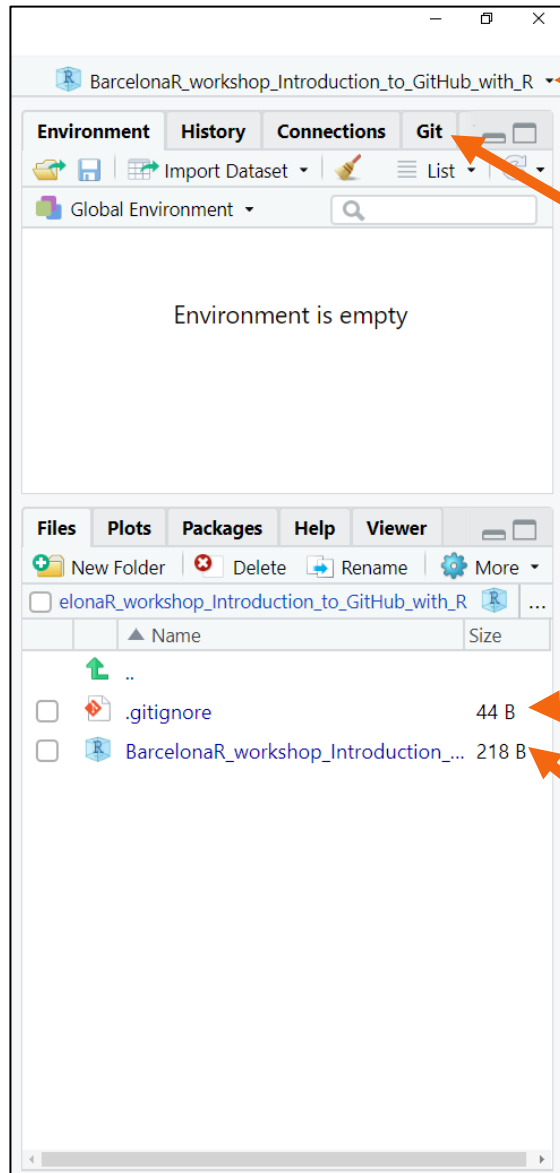 BarcelonaR_workshop_Introduction_to_GitHub_with_R
Environment History Connections Git
Import Dataset List
Global Environment
Environment is empty
Files Plots Packages Help Viewer
New Folder Delete Rename More
elonaR_workshop_Introduction_to_GitHub_with_R ...
Name Size
..
.gitignore 44 B
BarcelonaR_workshop_Introduction_... 218 B